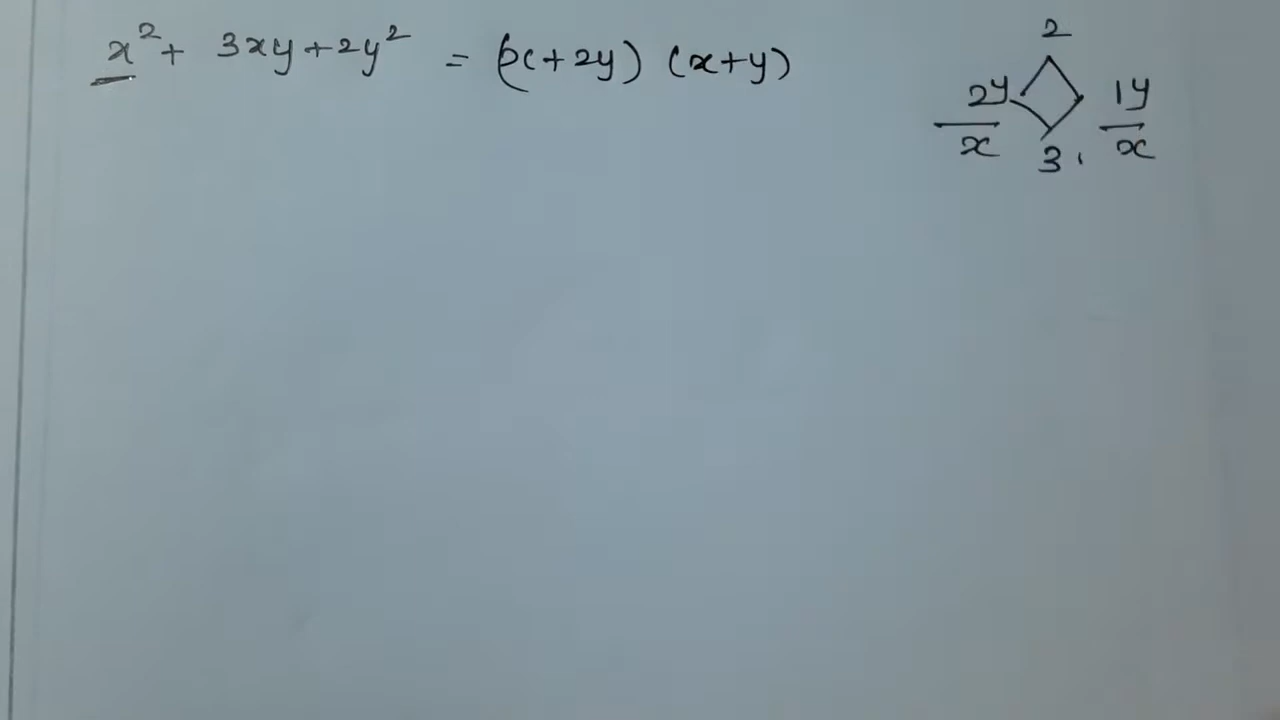 x² + 3xy + 2y² = (x + 2y) (x + y)
2
2y 1y
x 3 x